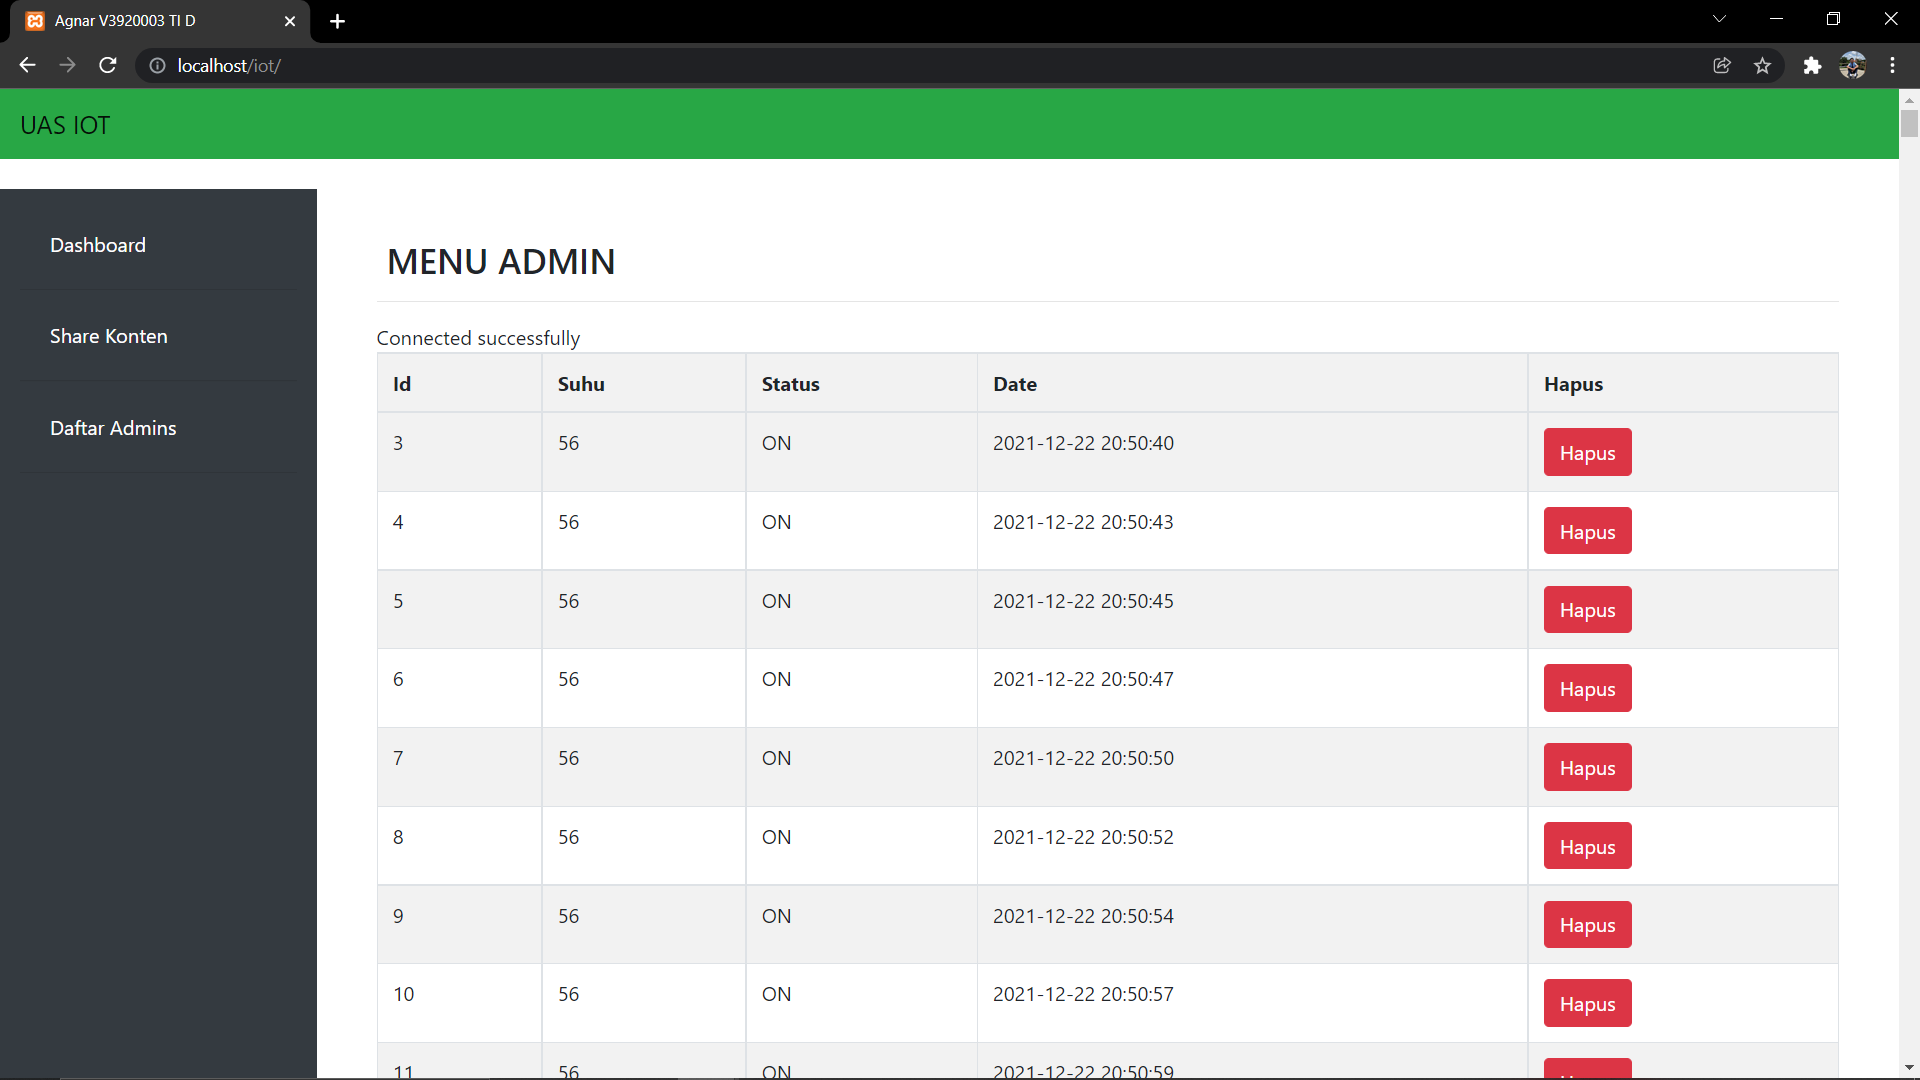 Agnar V3920003 TI D
localhost/iot/
UAS IOT
Dashboard
Share Konten
Daftar Admins
MENU ADMIN
Connected successfully
Id Suhu Status Date Hapus
3 56 ON 2021-12-22 20:50:40 Hapus
4 56 ON 2021-12-22 20:50:43 Hapus
5 56 ON 2021-12-22 20:50:45 Hapus
6 56 ON 2021-12-22 20:50:47 Hapus
7 56 ON 2021-12-22 20:50:50 Hapus
8 56 ON 2021-12-22 20:50:52 Hapus
9 56 ON 2021-12-22 20:50:54 Hapus
10 56 ON 2021-12-22 20:50:57 Hapus
11 56 ON 2021-12-22 20:50:59